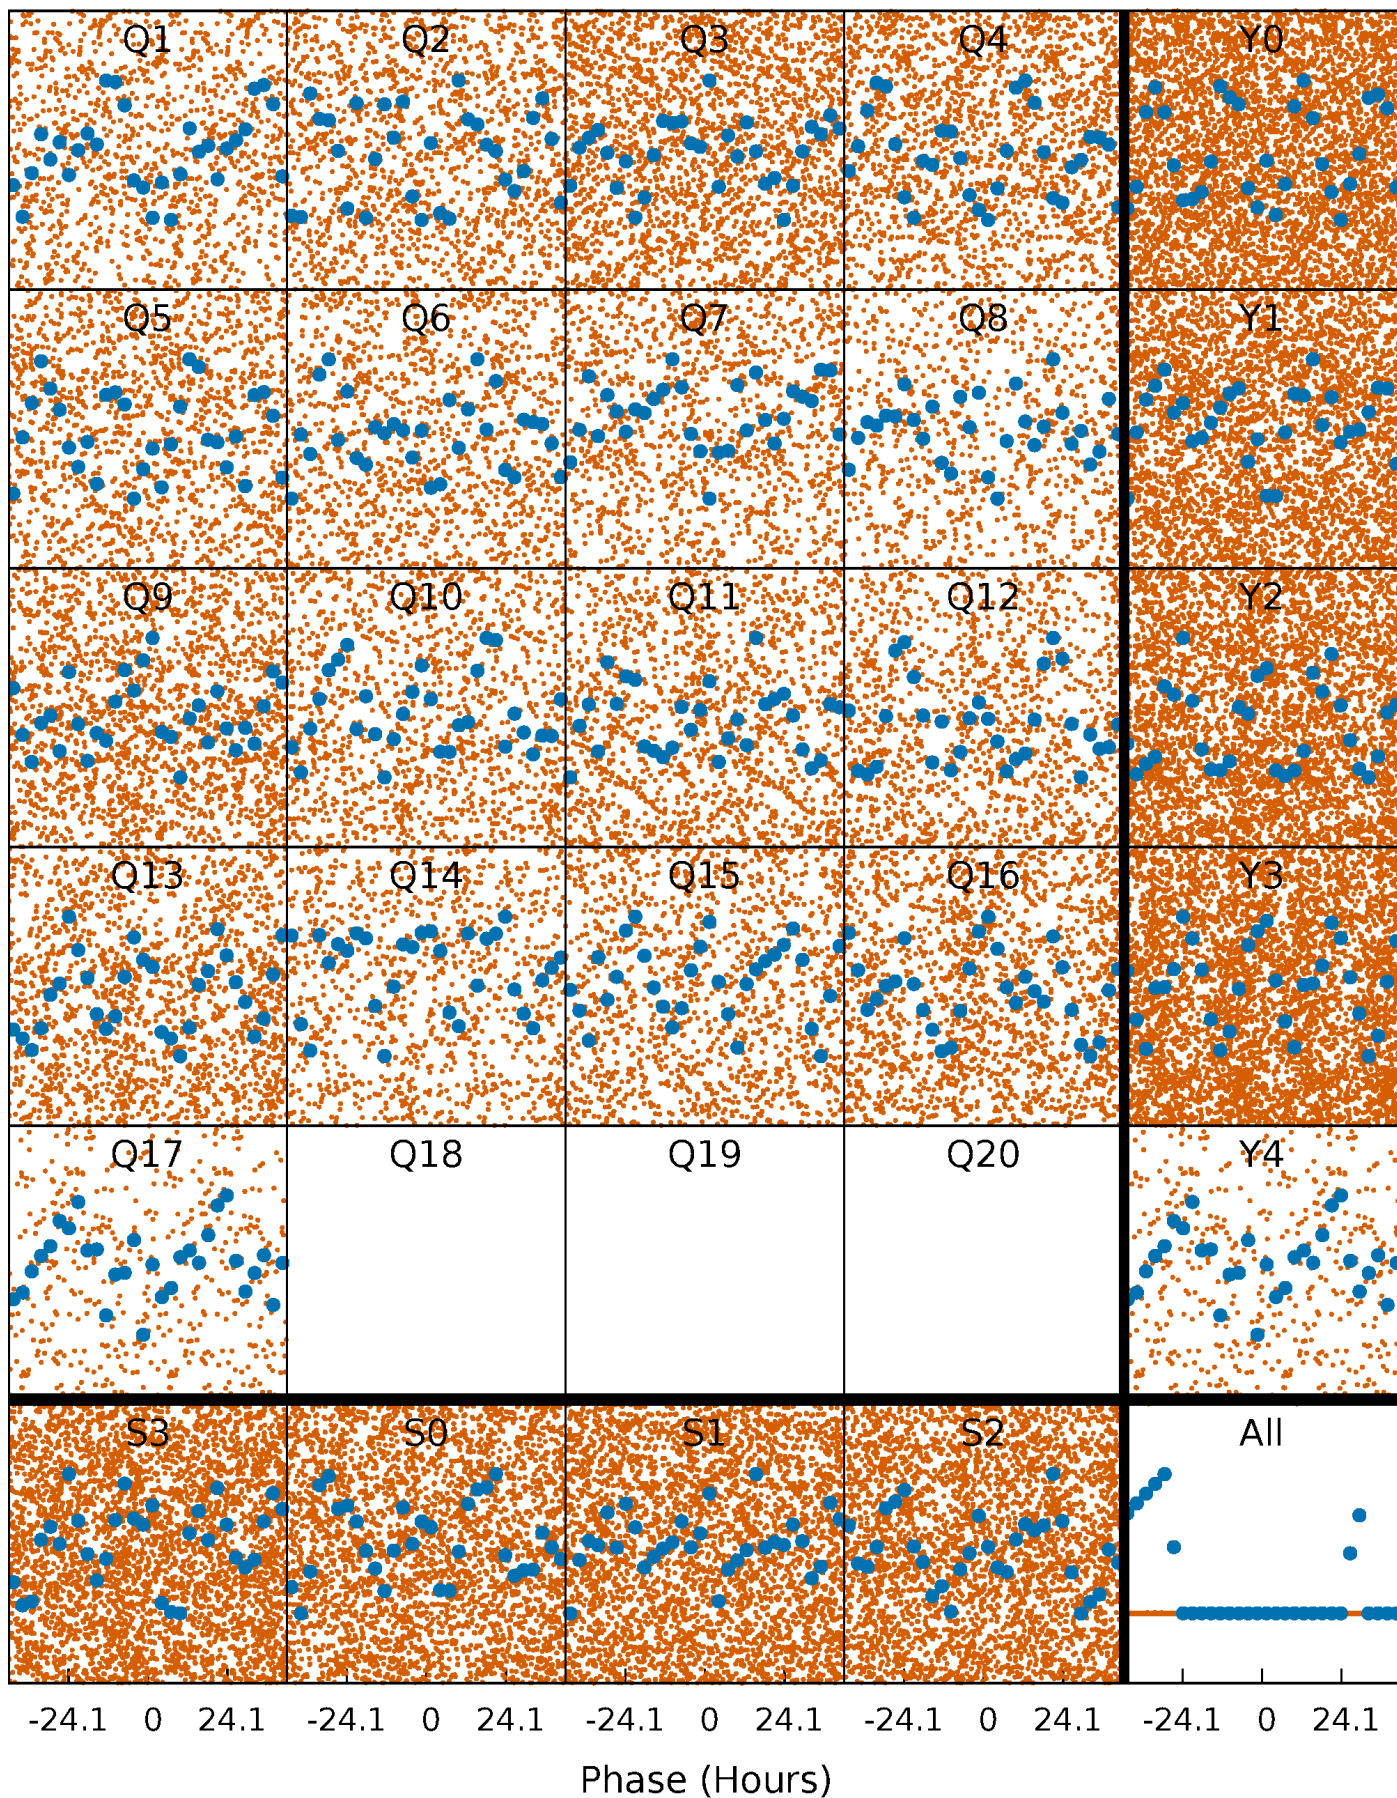 Q1 Q2 Q3 Q4 Y0
Q5 Q6 Q7 Q8 Y1
Q9 Q10 Q11 Q12 Y2
Q13 Q14 Q15 Q16 Y3
Q17 Q18 Q19 Q20 Y4
S3 S0 S1 S2 All
-24.1 0 24.1 -24.1 0 24.1 -24.1 0 24.1 -24.1 0 24.1 -24.1 0 24.1
Phase (Hours)